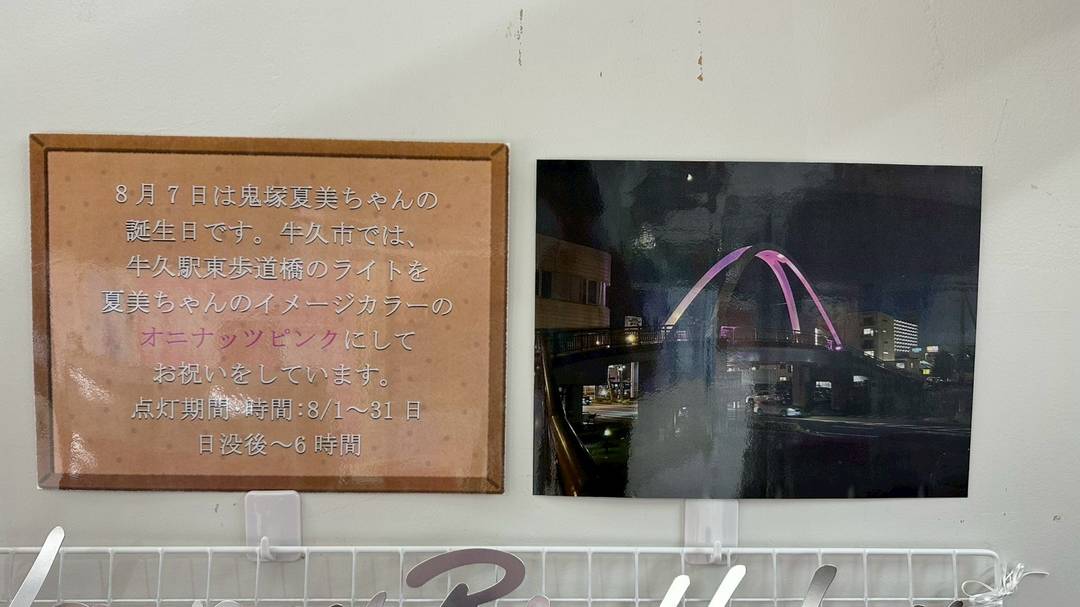 8月7日は鬼塚夏美ちゃんの
誕生日です。牛久市では、
牛久駅東歩道橋のライトを
夏美ちゃんのイメージカラーの
オニナッツピンクにして
お祝いをしています。
点灯期間・時間:8/1～31日
日没後～6時間